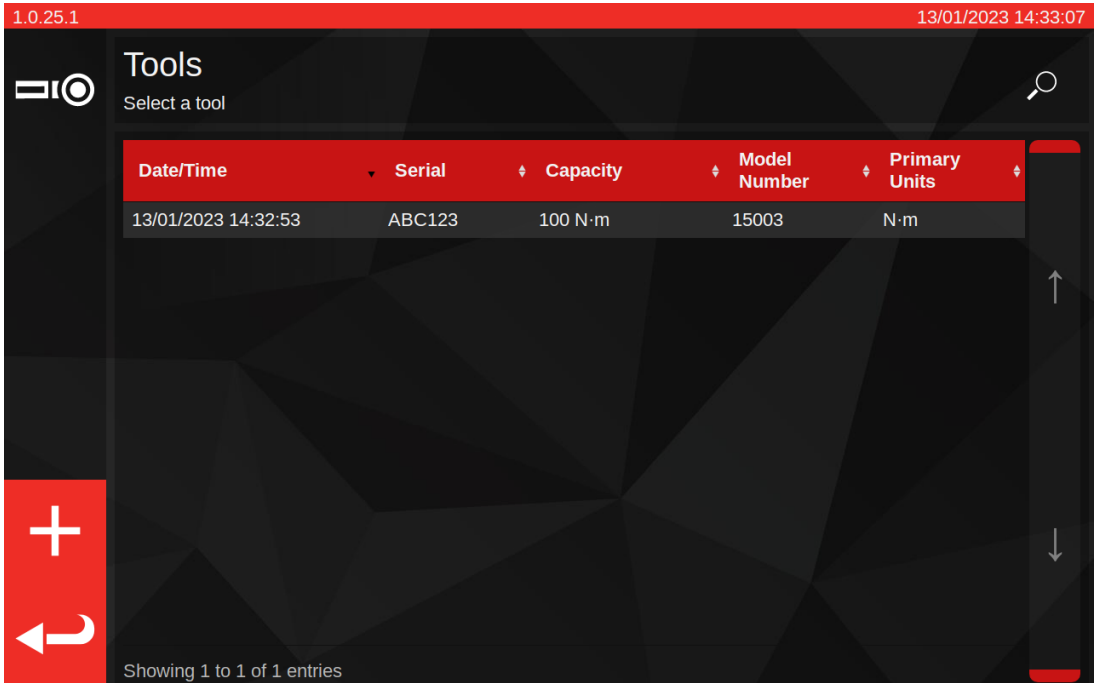 1.0.25.1 13/01/2023 14:33:07
Tools
Select a tool
Date/Time Serial Capacity Model Number Primary Units
13/01/2023 14:32:53 ABC123 100 N·m 15003 N·m
Showing 1 to 1 of 1 entries